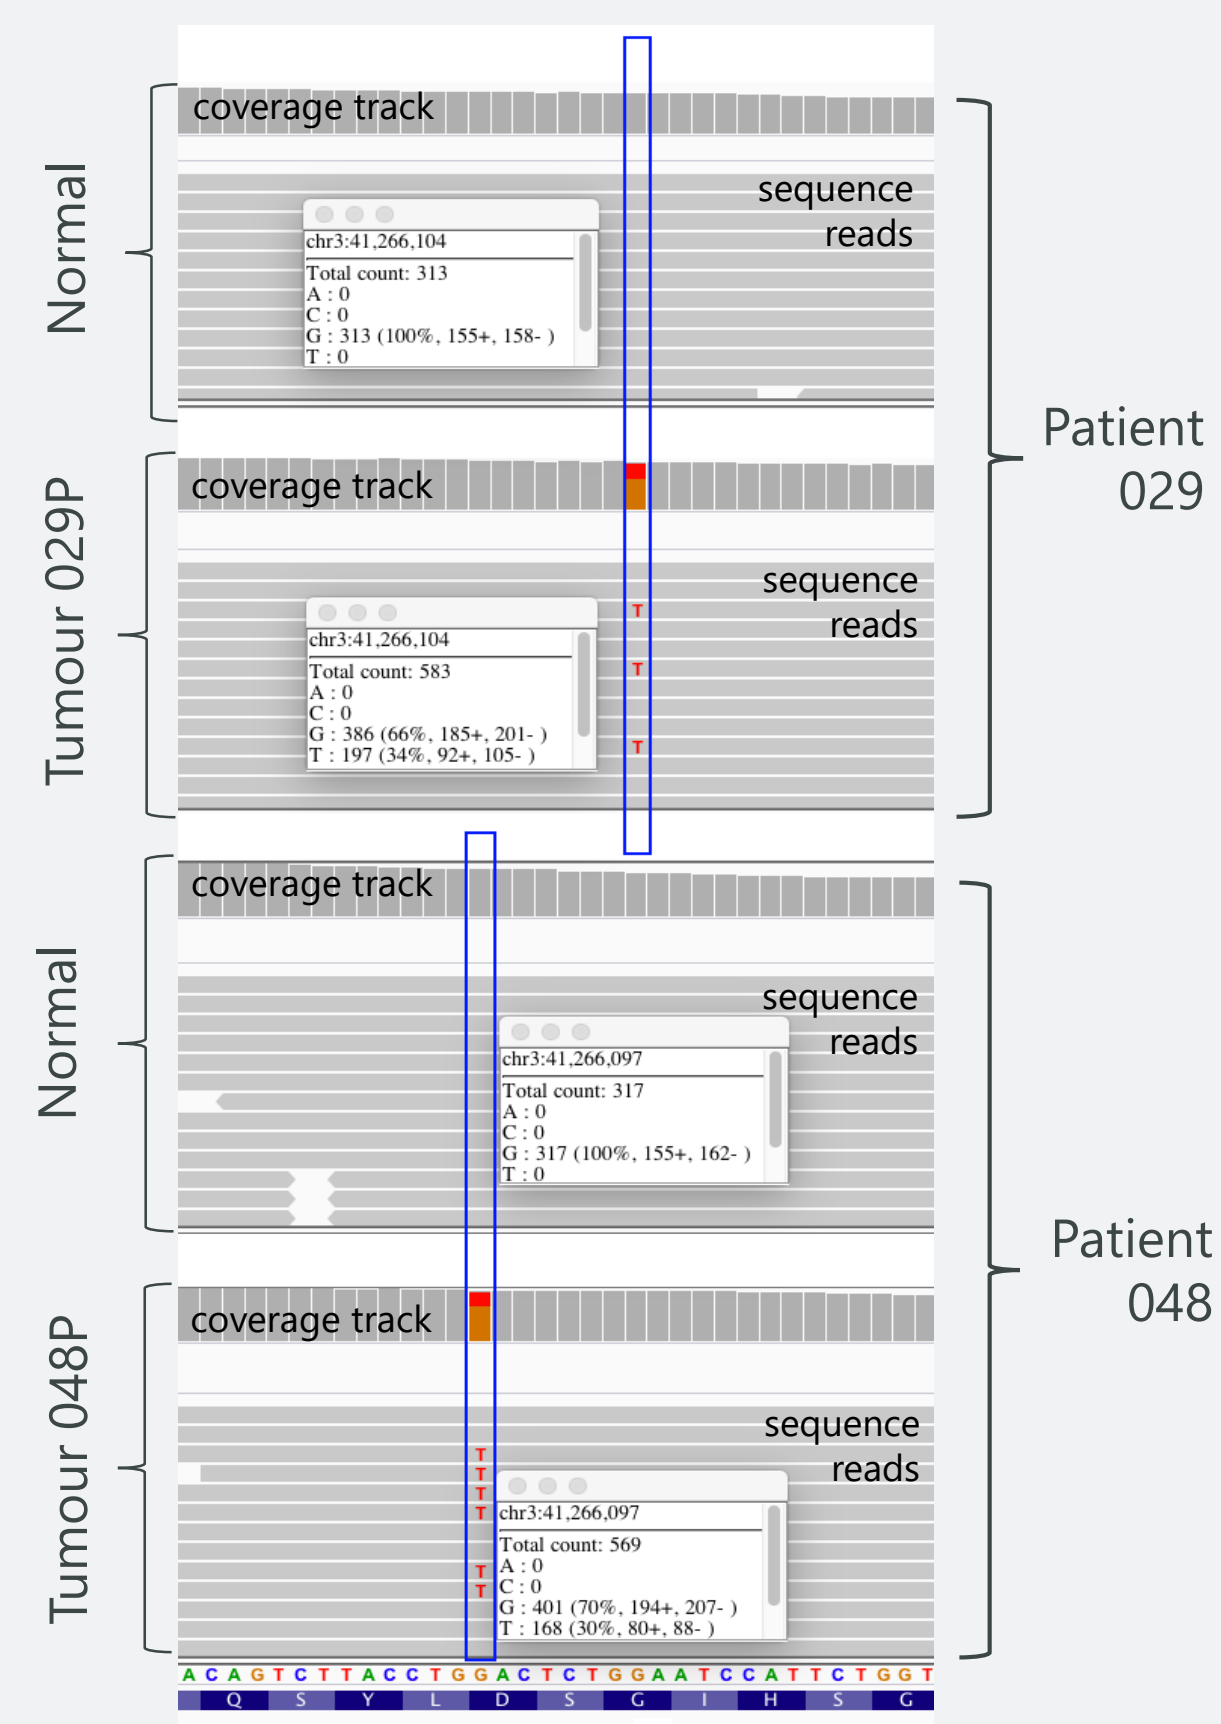 Normal
coverage track
sequence
reads
chr3:41,266,104
Total count: 313
A : 0
C : 0
G : 313 (100%, 155+, 158- )
T : 0
Tumour 029P
coverage track
sequence
reads
T
T
T
chr3:41,266,104
Total count: 583
A : 0
C : 0
G : 386 (66%, 185+, 201- )
T : 197 (34%, 92+, 105- )
Patient
029
Normal
coverage track
sequence
reads
chr3:41,266,097
Total count: 317
A : 0
C : 0
G : 317 (100%, 155+, 162- )
T : 0
Tumour 048P
coverage track
sequence
reads
T
T
T
T
T
T
chr3:41,266,097
Total count: 569
A : 0
C : 0
G : 401 (70%, 194+, 207- )
T : 168 (30%, 80+, 88- )
Patient
048
A C A G T C T T A C C T G G A C T C T G G A A T C C A T T C T G G T
Q S Y L D S G I H S G